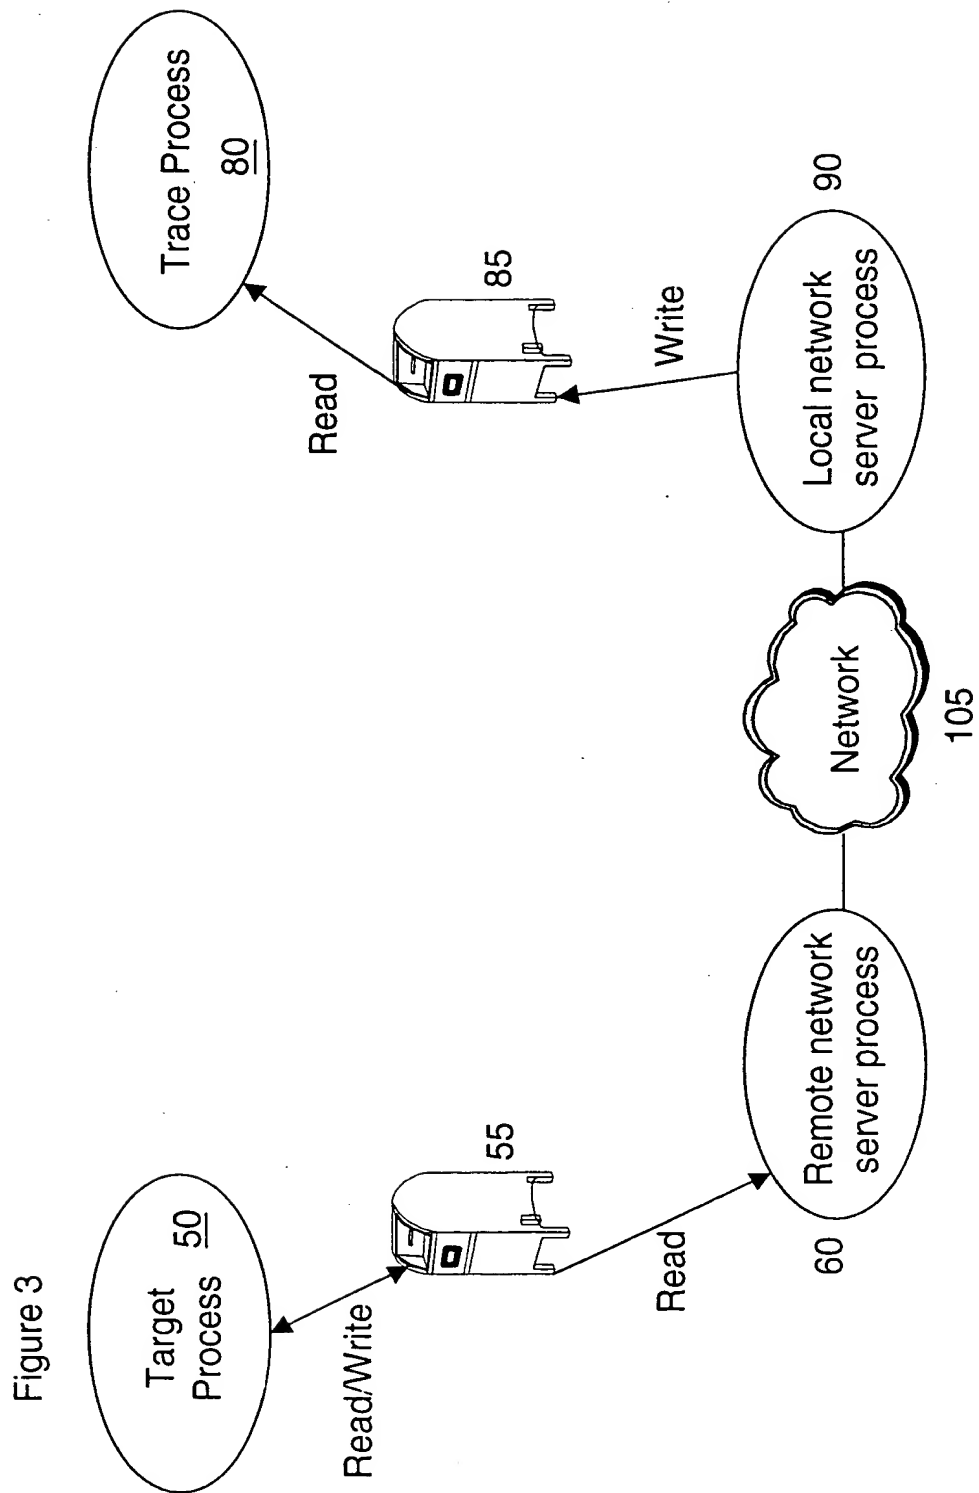 Figure 3
Target
Process 50
Trace Process
80
Read/Write
55
Read
85
Read
Write
60
Remote network
server process
Network
105
Local network
server process
90